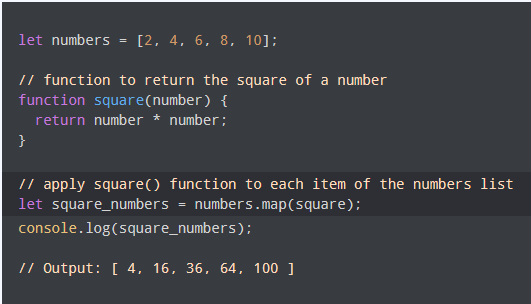 let numbers = [2, 4, 6, 8, 10];
// function to return the square of a number
function square(number) {
  return number * number;
}
// apply square() function to each item of the numbers list
let square_numbers = numbers.map(square);
console.log(square_numbers);
// Output: [ 4, 16, 36, 64, 100 ]